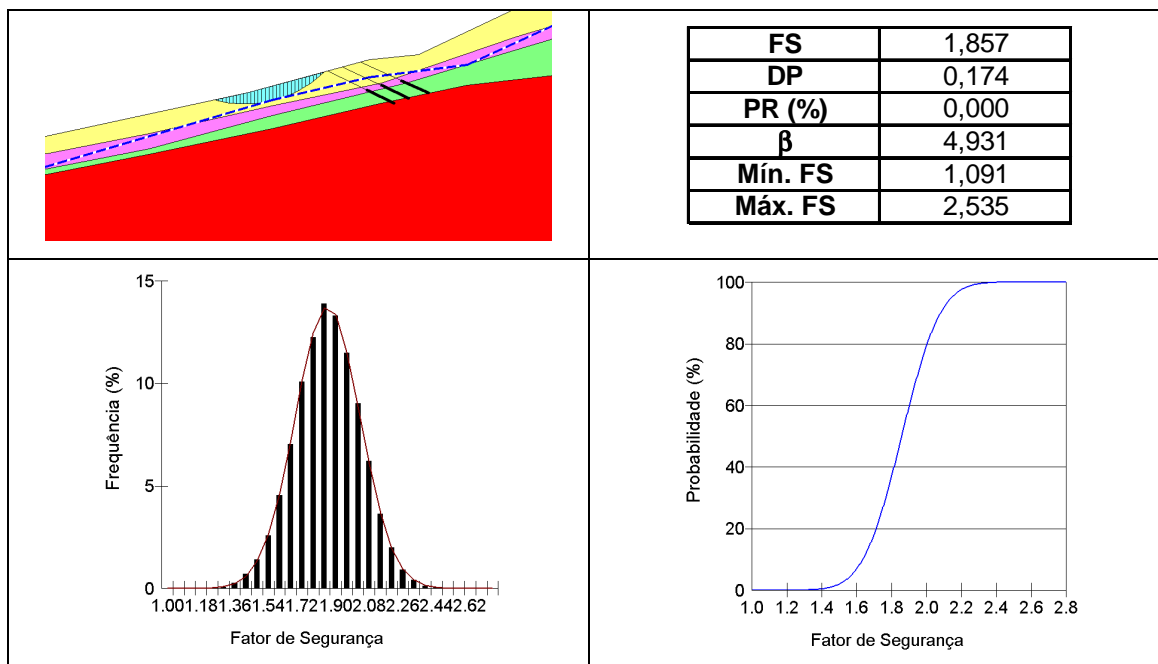 FS 1,857
DP 0,174
PR (%) 0,000
β 4,931
Mín. FS 1,091
Máx. FS 2,535
15
10
5
0
Frequência (%)
1.001.181.361.541.721.902.082.262.442.62
Fator de Segurança
100
80
60
40
20
0
Probabilidade (%)
1.0 1.2 1.4 1.6 1.8 2.0 2.2 2.4 2.6 2.8
Fator de Segurança